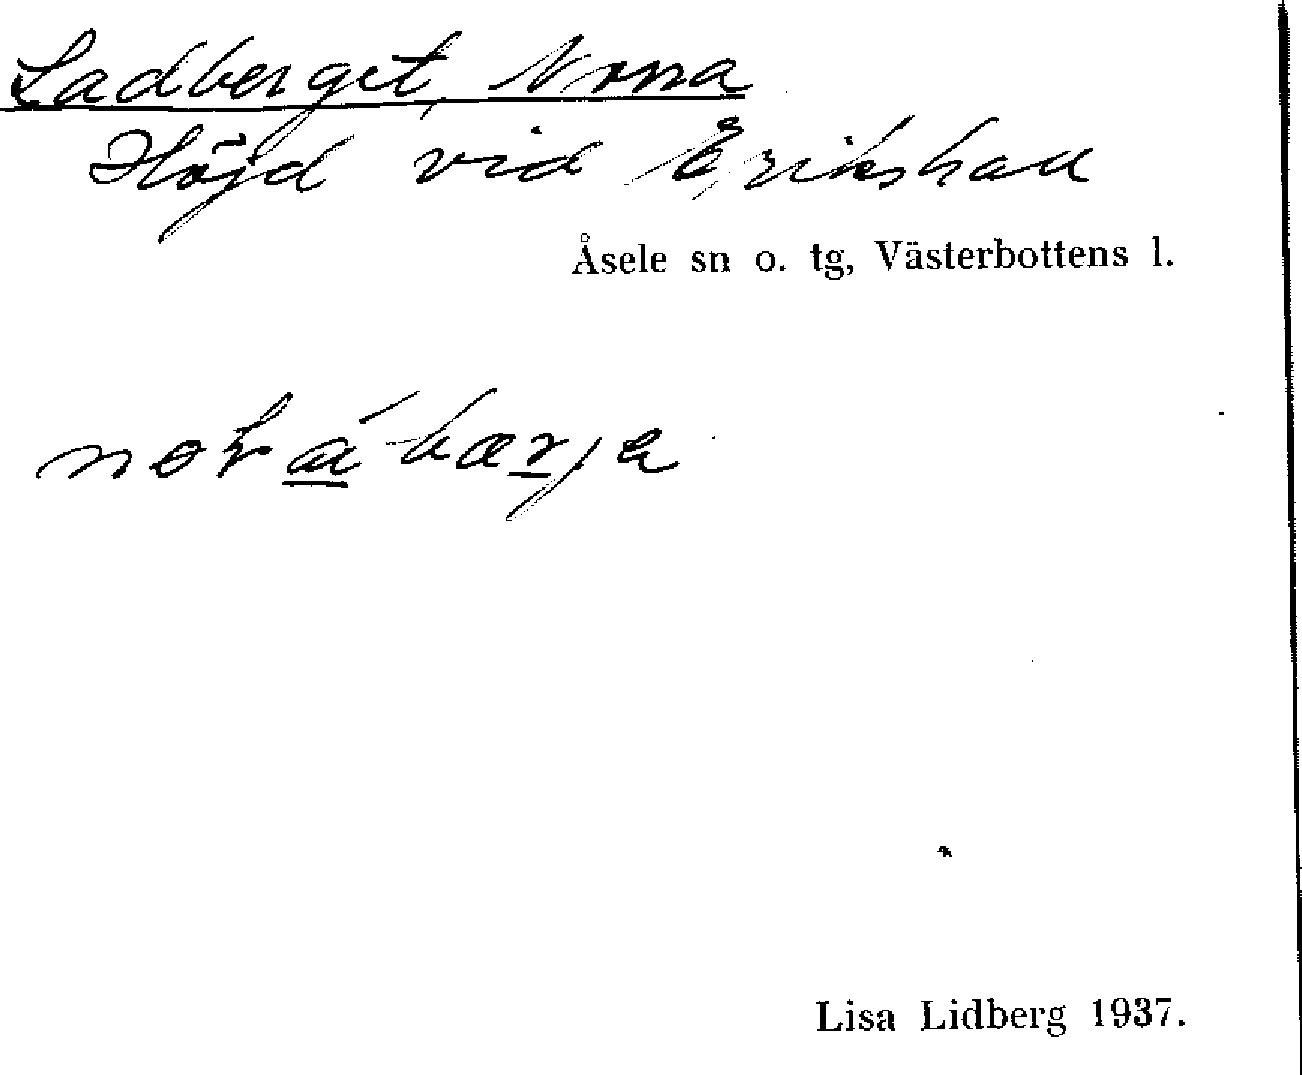 Ladberget, Norra
Höjd vid Erikshall
Åsele sn o. tg, Västerbottens l.
Lisa Lidberg 1937.